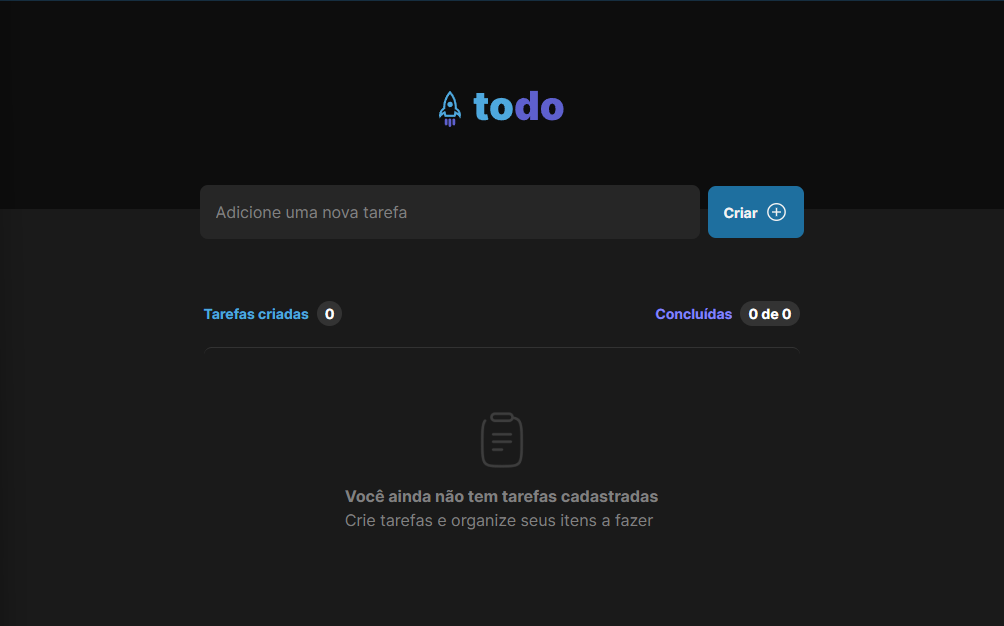 todo
Adicione uma nova tarefa
Criar
Tarefas criadas 0
Concluídas 0 de 0
Você ainda não tem tarefas cadastradas
Crie tarefas e organize seus itens a fazer